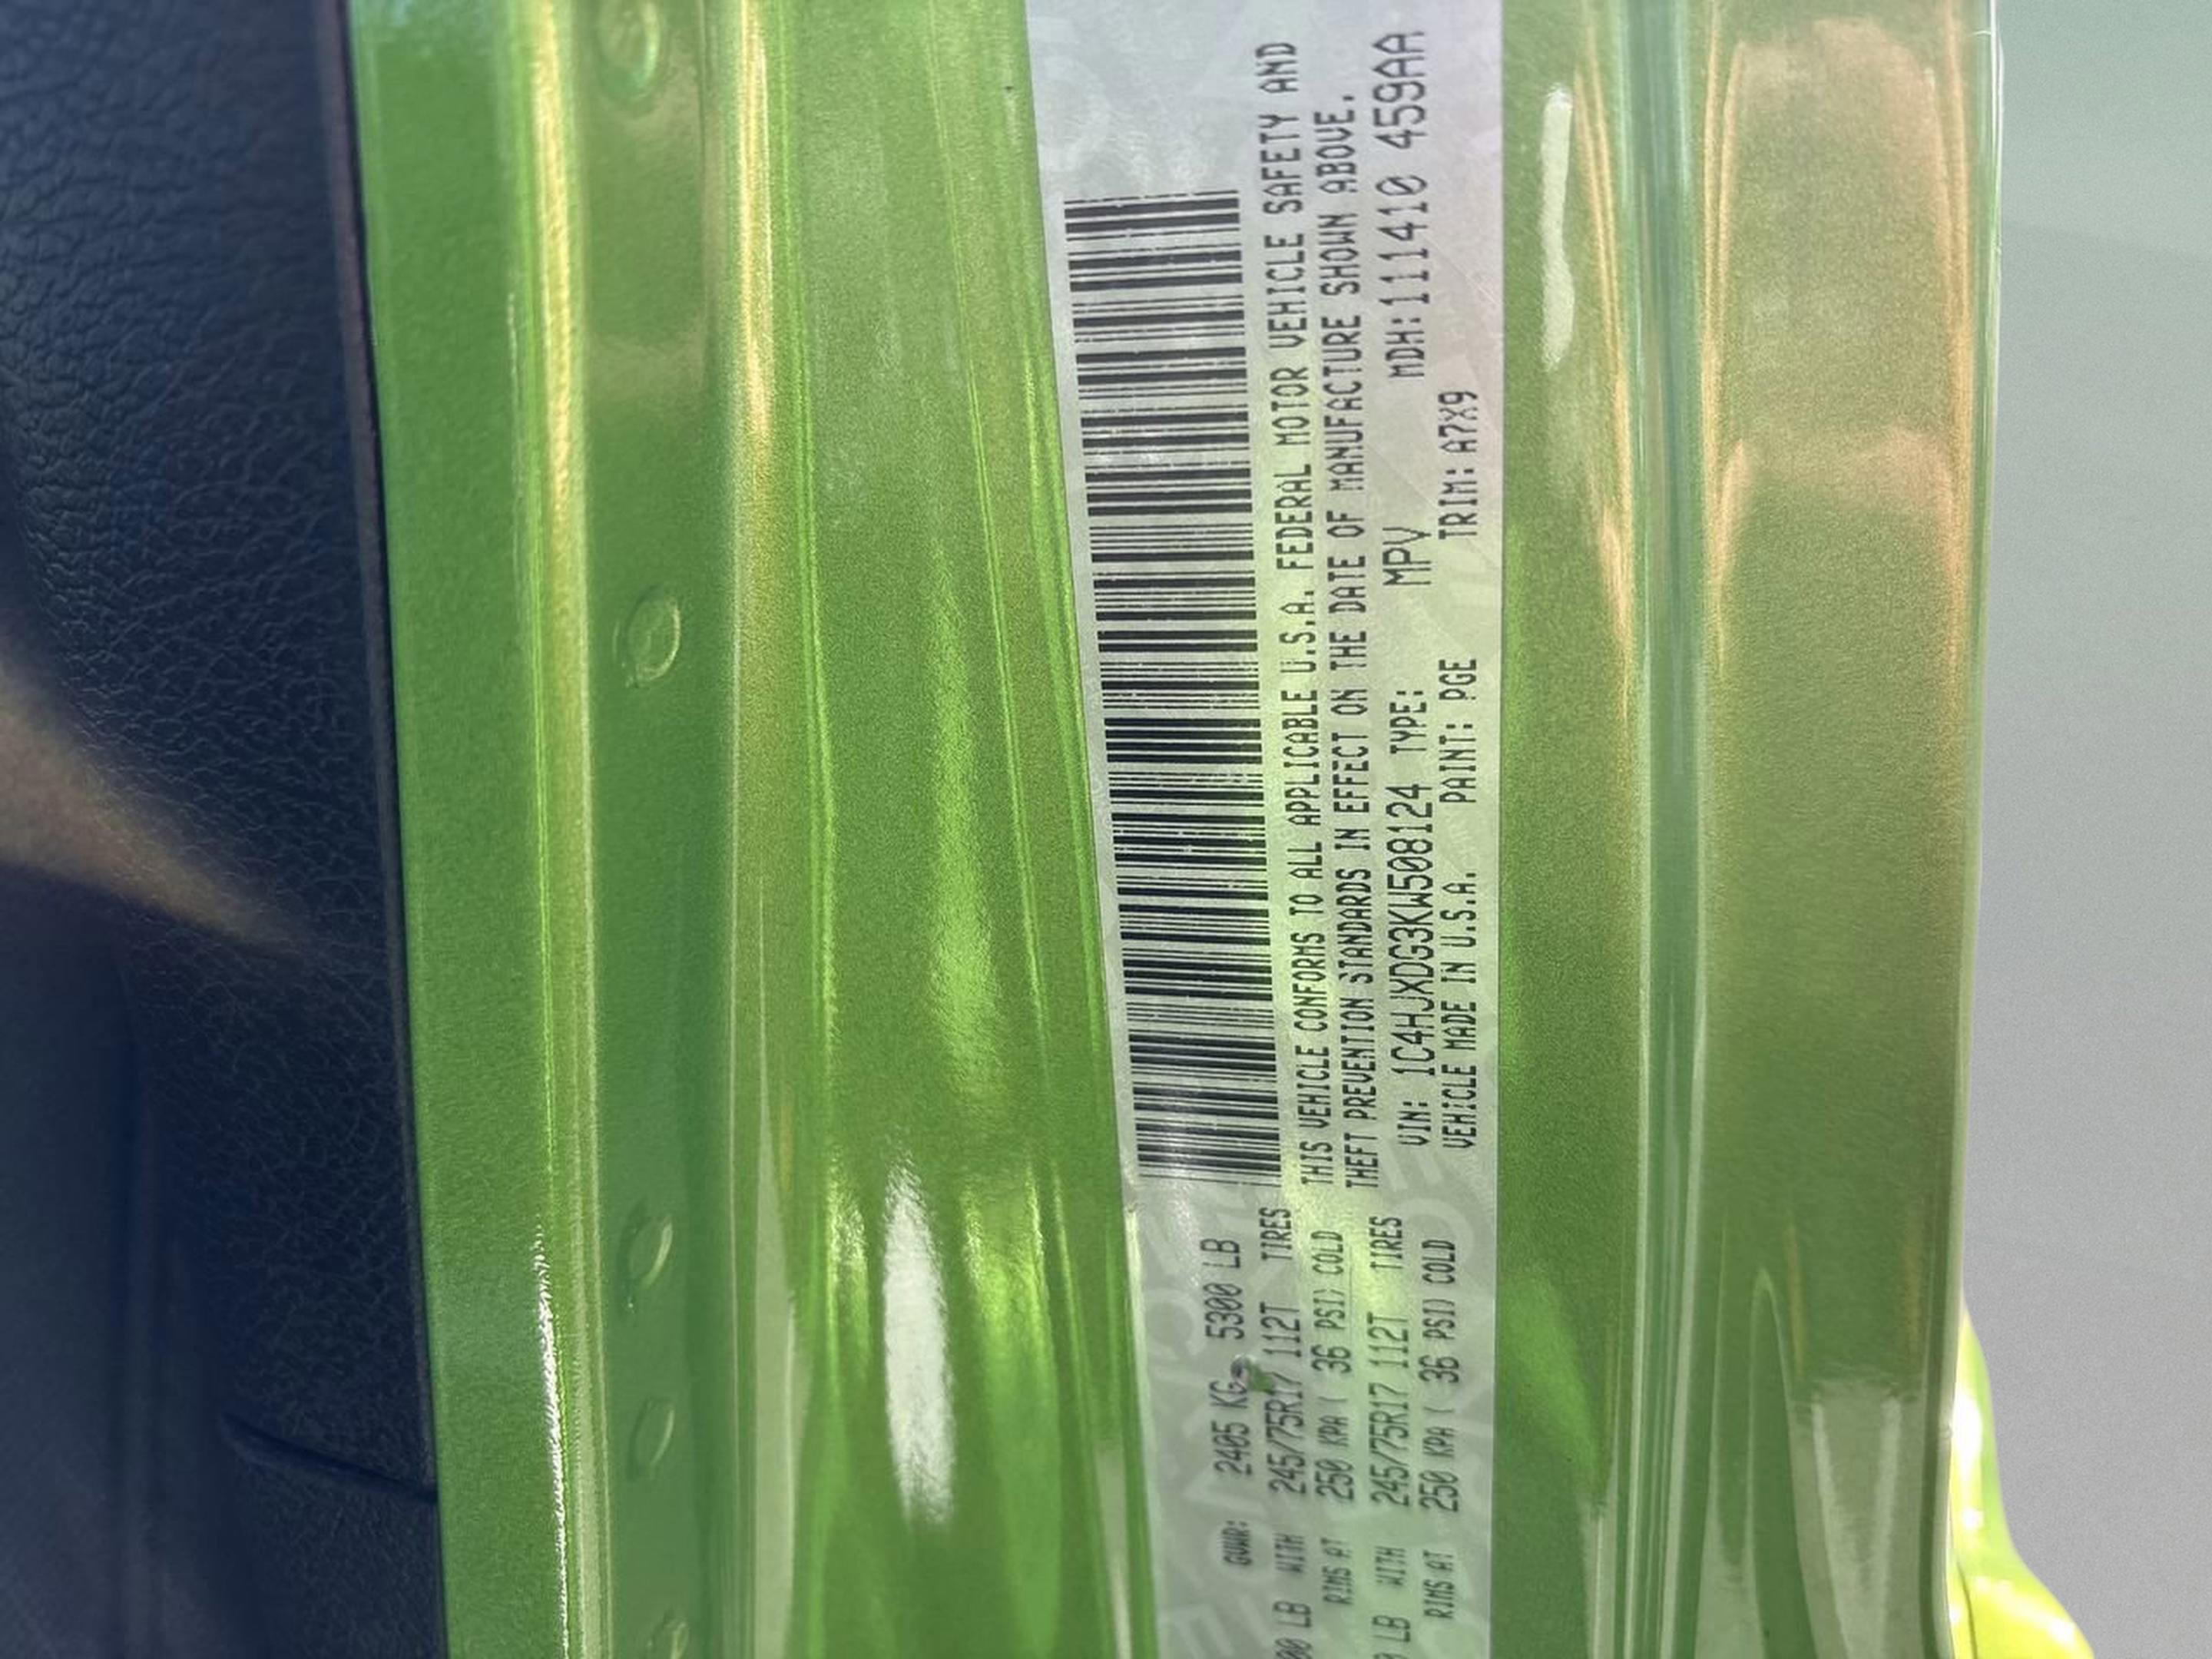 GVWR: 2405 KG 5300 LB
00 LB WITH 245/75R17 112T TIRES
RIMS AT 250 KPA ( 36 PSI) COLD
0 LB WITH 245/75R17 112T TIRES
RIMS AT 250 KPA ( 36 PSI) COLD
THIS VEHICLE CONFORMS TO ALL APPLICABLE U.S.A. FEDERAL MOTOR VEHICLE SAFETY AND
THEFT PREVENTION STANDARDS IN EFFECT ON THE DATE OF MANUFACTURE SHOWN ABOVE.
VIN: 1C4HJXDG3KW508124 TYPE: MPV MDH:111410 459AA
VEHICLE MADE IN U.S.A. PAINT: PGE TRIM: A7X9